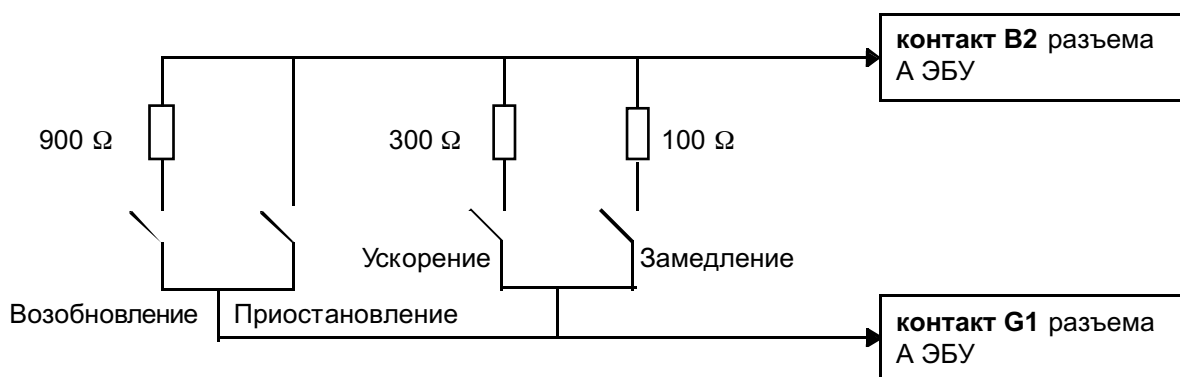 контакт B2 разъема
А ЭБУ
900 Ω
300 Ω
100 Ω
Ускорение
Замедление
Возобновление
Приостановление
контакт G1 разъема
А ЭБУ